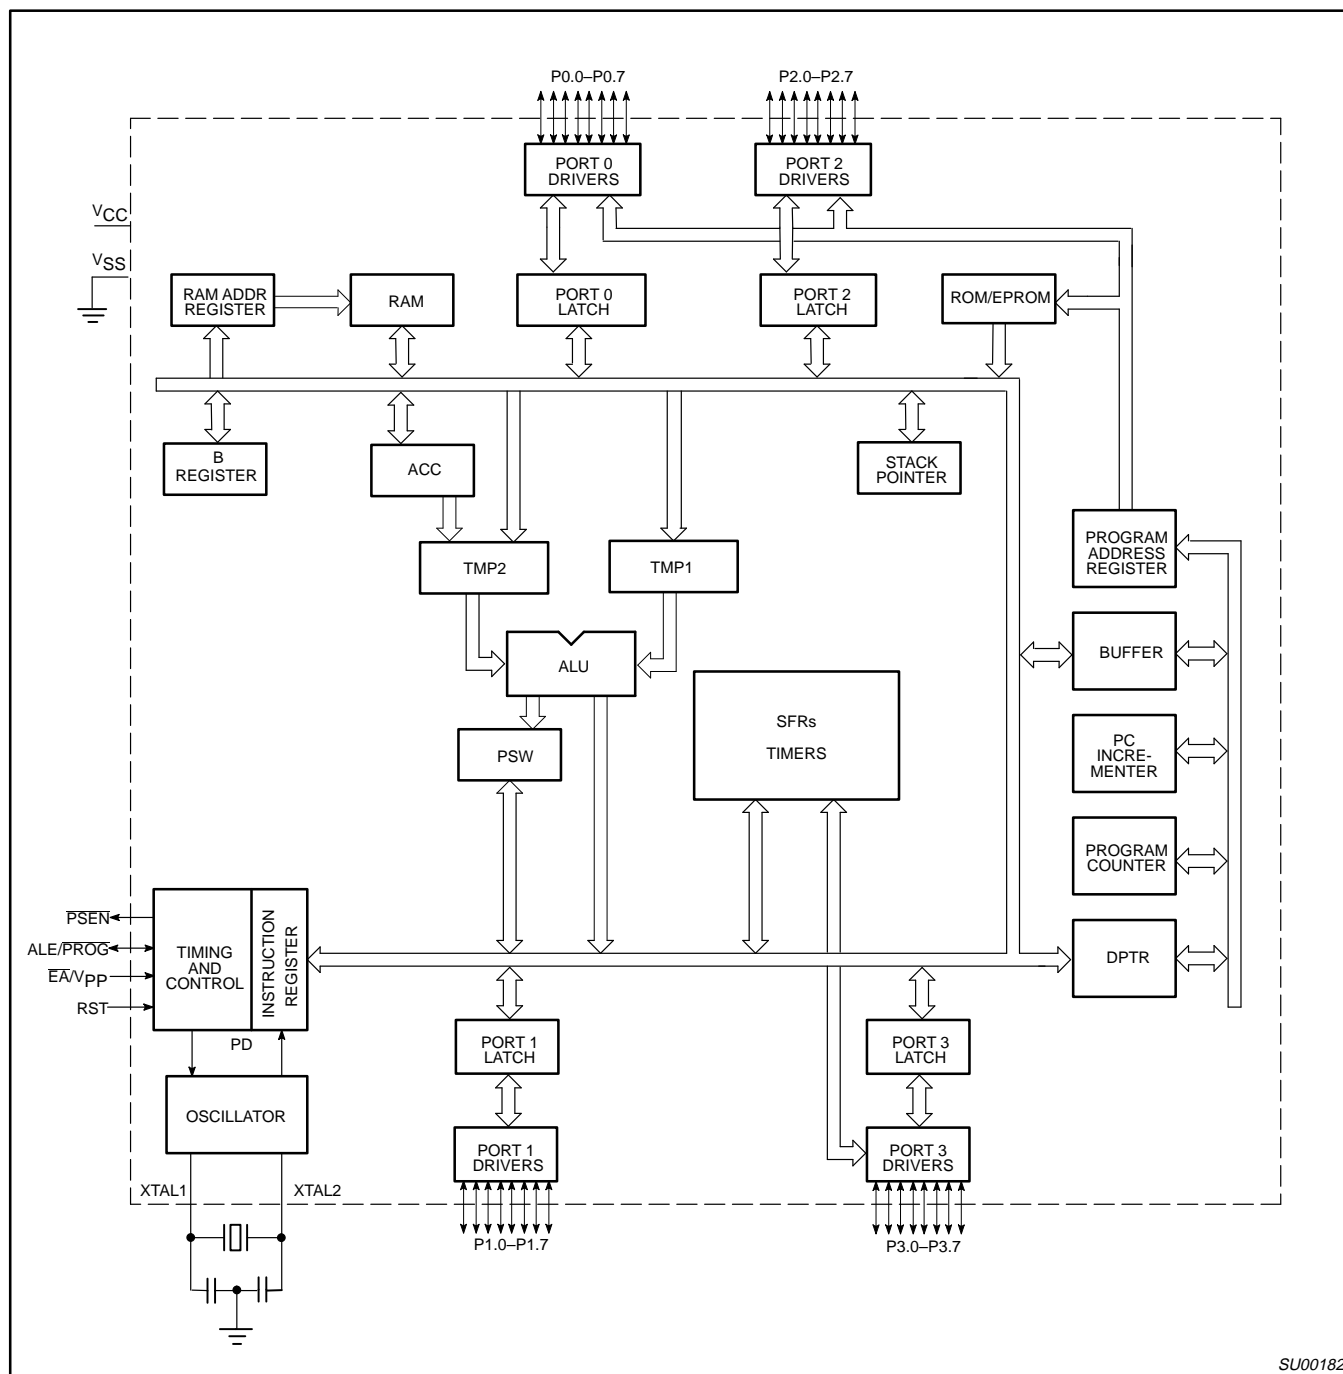 P0.0–P0.7
P2.0–P2.7
PORT 0
DRIVERS
PORT 2
DRIVERS
VCC
VSS
RAM ADDR
REGISTER
RAM
PORT 0
LATCH
PORT 2
LATCH
ROM/EPROM
B
REGISTER
ACC
STACK
POINTER
TMP2
TMP1
PROGRAM
ADDRESS
REGISTER
ALU
BUFFER
SFRs
TIMERS
PSW
PC
INCRE-
MENTER
PROGRAM
COUNTER
PSEN
ALE/PROG
EA/VPP
RST
TIMING
AND
CONTROL
INSTRUCTION
REGISTER
DPTR
PD
PORT 1
LATCH
PORT 3
LATCH
OSCILLATOR
PORT 1
DRIVERS
PORT 3
DRIVERS
XTAL1
XTAL2
P1.0–P1.7
P3.0–P3.7
SU00182